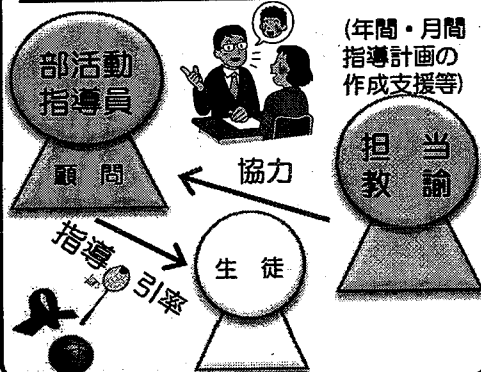 部活動
指導員
顧問
(年間・月間
指導計画の
作成支援等)
担当
教諭
協力
指導
引率
生徒